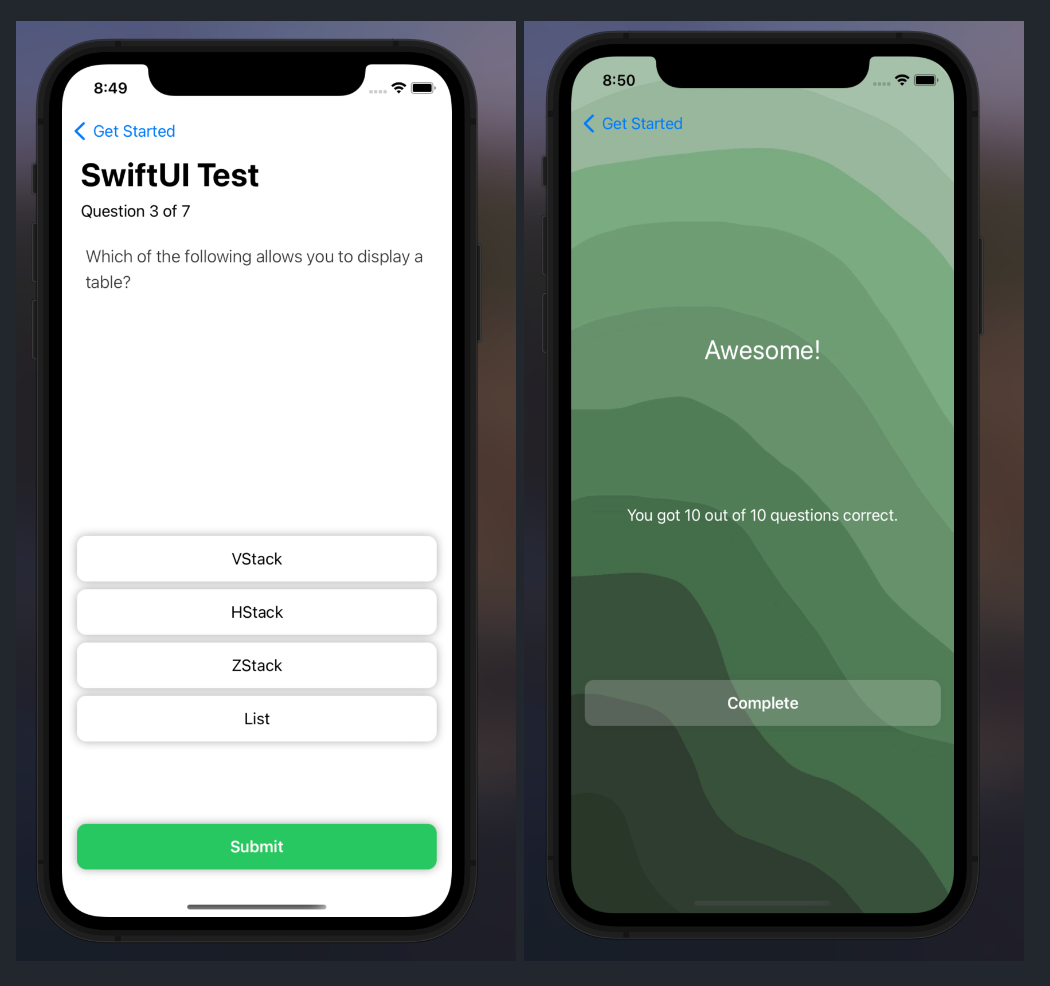 8:49
Get Started
SwiftUI Test
Question 3 of 7
Which of the following allows you to display a
table?
VStack
HStack
ZStack
List
Submit
8:50
Get Started
Awesome!
You got 10 out of 10 questions correct.
Complete